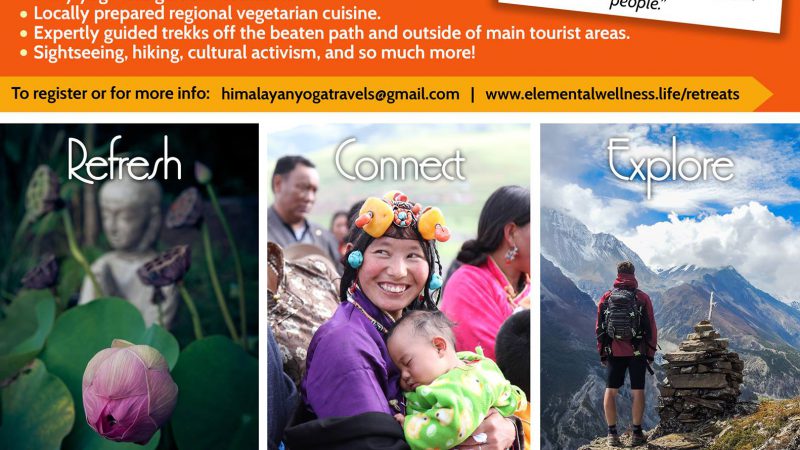 people."
• Locally prepared regional vegetarian cuisine.
• Expertly guided trekks off the beaten path and outside of main tourist areas.
• Sightseeing, hiking, cultural activism, and so much more!
To register or for more info: himalayanyogatravels@gmail.com | www.elementalwellness.life/retreats
Refresh
Connect
Explore